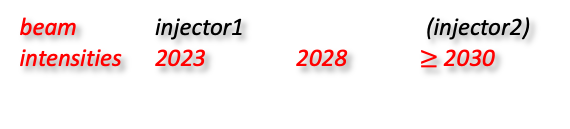 beam injector1 (injector2)
intensities 2023 2028 ≥ 2030